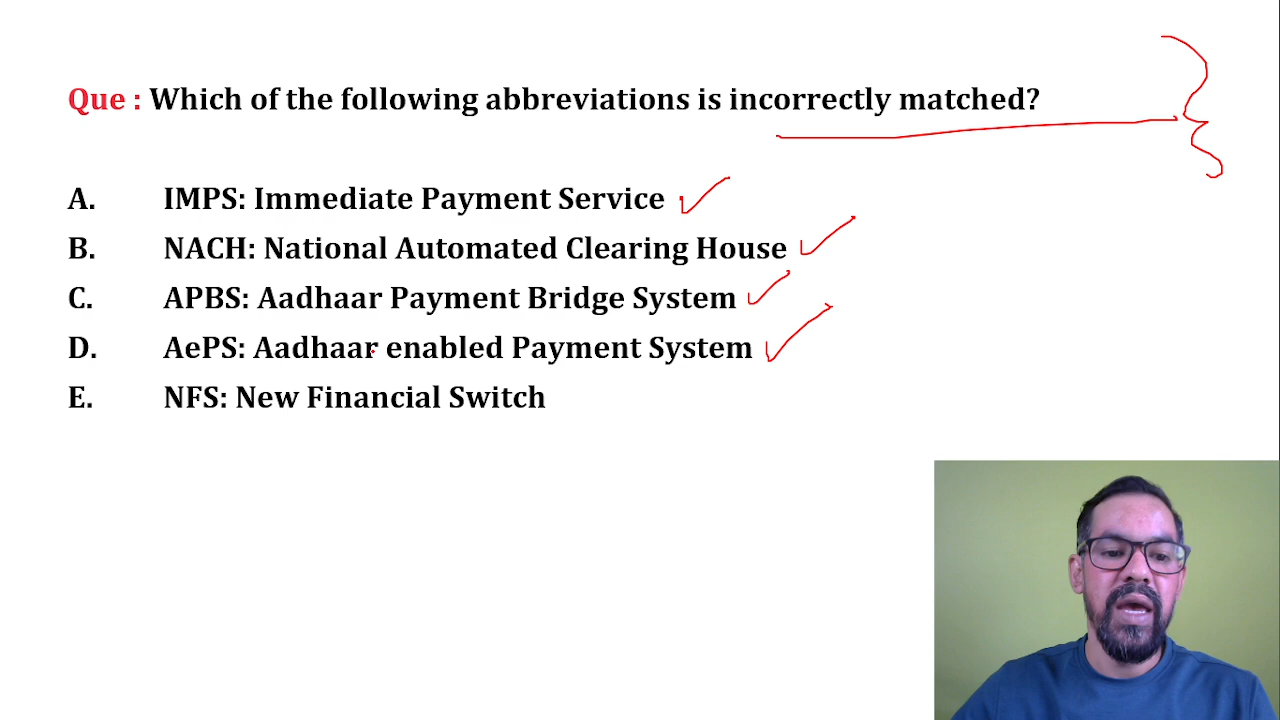 Que : Which of the following abbreviations is incorrectly matched?
A. IMPS: Immediate Payment Service
B. NACH: National Automated Clearing House
C. APBS: Aadhaar Payment Bridge System
D. AePS: Aadhaar enabled Payment System
E. NFS: New Financial Switch